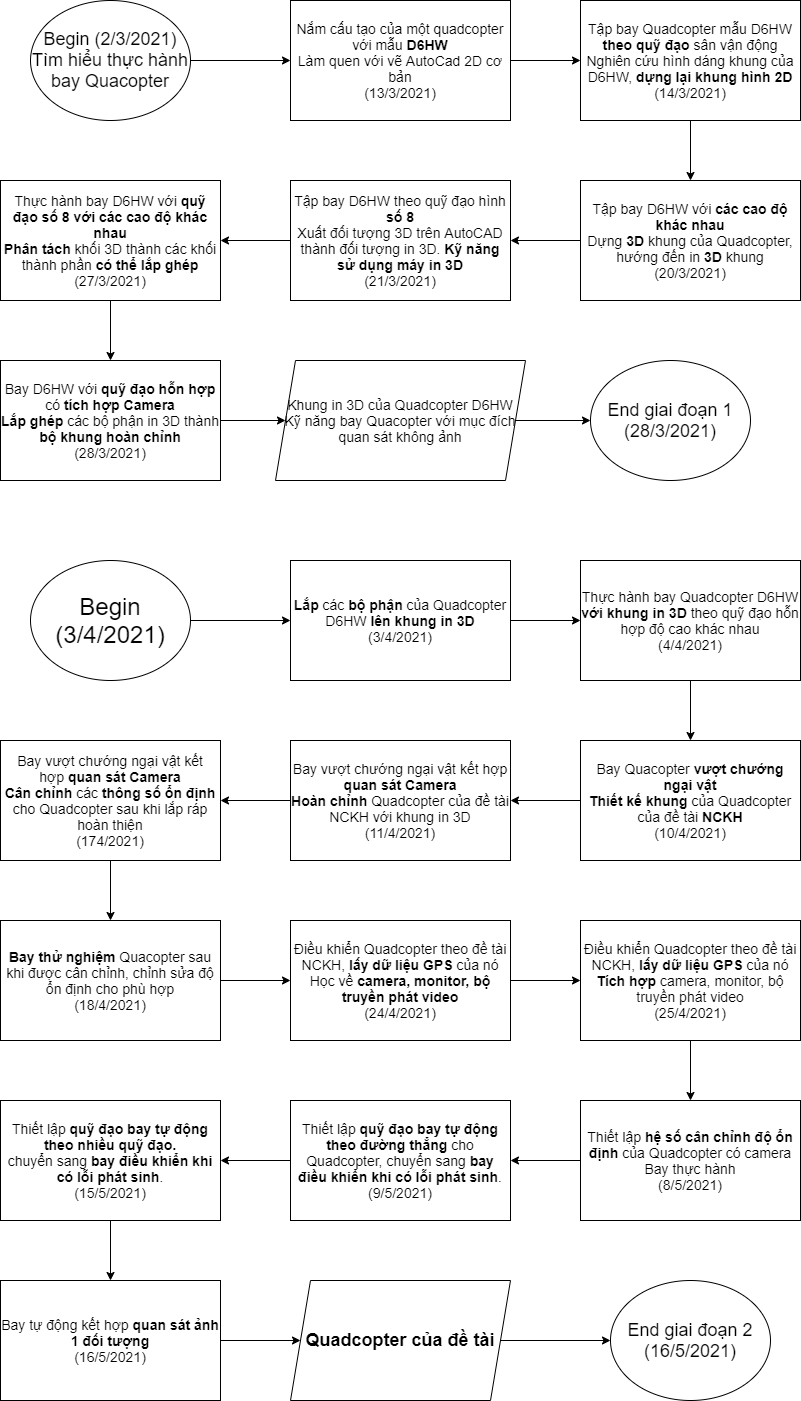 Begin (2/3/2021)
Tìm hiểu thực hành
bay Quacopter
Nắm cấu tạo của một quadcopter
với mẫu D6HW
Làm quen với vẽ AutoCad 2D cơ
bản
(13/3/2021)
Tập bay Quadcopter mẫu D6HW
theo quỹ đạo sân vận động
Nghiên cứu hình dáng khung của
D6HW, dựng lại khung hình 2D
(14/3/2021)
Tập bay D6HW với các cao độ
khác nhau
Dựng 3D khung của Quadcopter,
hướng đến in 3D khung
(20/3/2021)
Tập bay D6HW theo quỹ đạo hình
số 8
Xuất đối tượng 3D trên AutoCAD
thành đối tượng in 3D. Kỹ năng
sử dụng máy in 3D
(21/3/2021)
Thực hành bay D6HW với quỹ
đạo số 8 với các cao độ khác
nhau
Phân tách khối 3D thành các khối
thành phần có thể lắp ghép
(27/3/2021)
Bay D6HW với quỹ đạo hỗn hợp
có tích hợp Camera
Lắp ghép các bộ phận in 3D thành
bộ khung hoàn chỉnh
(28/3/2021)
Khung in 3D của Quadcopter D6HW
Kỹ năng bay Quacopter với mục đích
quan sát không ảnh
End giai đoạn 1
(28/3/2021)
Begin
(3/4/2021)
Lắp các bộ phận của Quadcopter
D6HW lên khung in 3D
(3/4/2021)
Thực hành bay Quadcopter D6HW
với khung in 3D theo quỹ đạo hỗn
hợp độ cao khác nhau
(4/4/2021)
Bay Quacopter vượt chướng
ngại vật
Thiết kế khung của Quadcopter
của đề tài NCKH
(10/4/2021)
Bay vượt chướng ngại vật kết hợp
quan sát Camera
Hoàn chỉnh Quadcopter của đề tài
NCKH với khung in 3D
(11/4/2021)
Bay vượt chướng ngại vật kết
hợp quan sát Camera
Cân chỉnh các thông số ổn định
cho Quadcopter sau khi lắp ráp
hoàn thiện
(174/2021)
Bay thử nghiệm Quacopter sau
khi được cân chỉnh, chỉnh sửa độ
ổn định cho phù hợp
(18/4/2021)
Điều khiển Quadcopter theo đề tài
NCKH, lấy dữ liệu GPS của nó
Học về camera, monitor, bộ
truyền phát video
(24/4/2021)
Điều khiển Quadcopter theo đề tài
NCKH, lấy dữ liệu GPS của nó
Tích hợp camera, monitor, bộ
truyền phát video
(25/4/2021)
Thiết lập hệ số cân chỉnh độ ổn
định của Quadcopter có camera
Bay thực hành
(8/5/2021)
Thiết lập quỹ đạo bay tự động
theo đường thẳng cho
Quadcopter, chuyển sang bay
điều khiển khi có lỗi phát sinh.
(9/5/2021)
Thiết lập quỹ đạo bay tự động
theo nhiều quỹ đạo.
chuyển sang bay điều khiển khi
có lỗi phát sinh.
(15/5/2021)
Bay tự động kết hợp quan sát ảnh
1 đối tượng
(16/5/2021)
Quadcopter của đề tài
End giai đoạn 2
(16/5/2021)